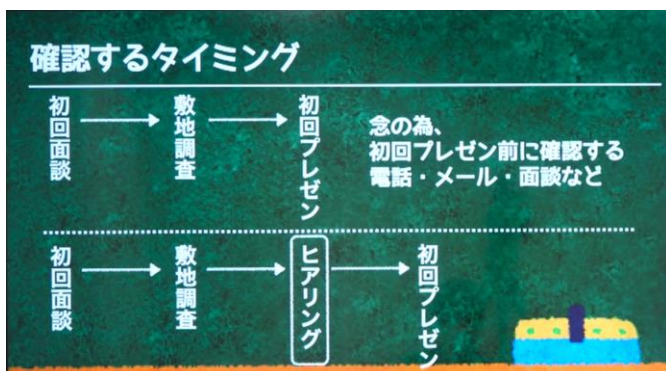 確認するタイミング
初回面談
敷地調査
初回プレゼン
念の為、
初回プレゼン前に確認する
電話・メール・面談など
初回面談
敷地調査
ヒアリング
初回プレゼン